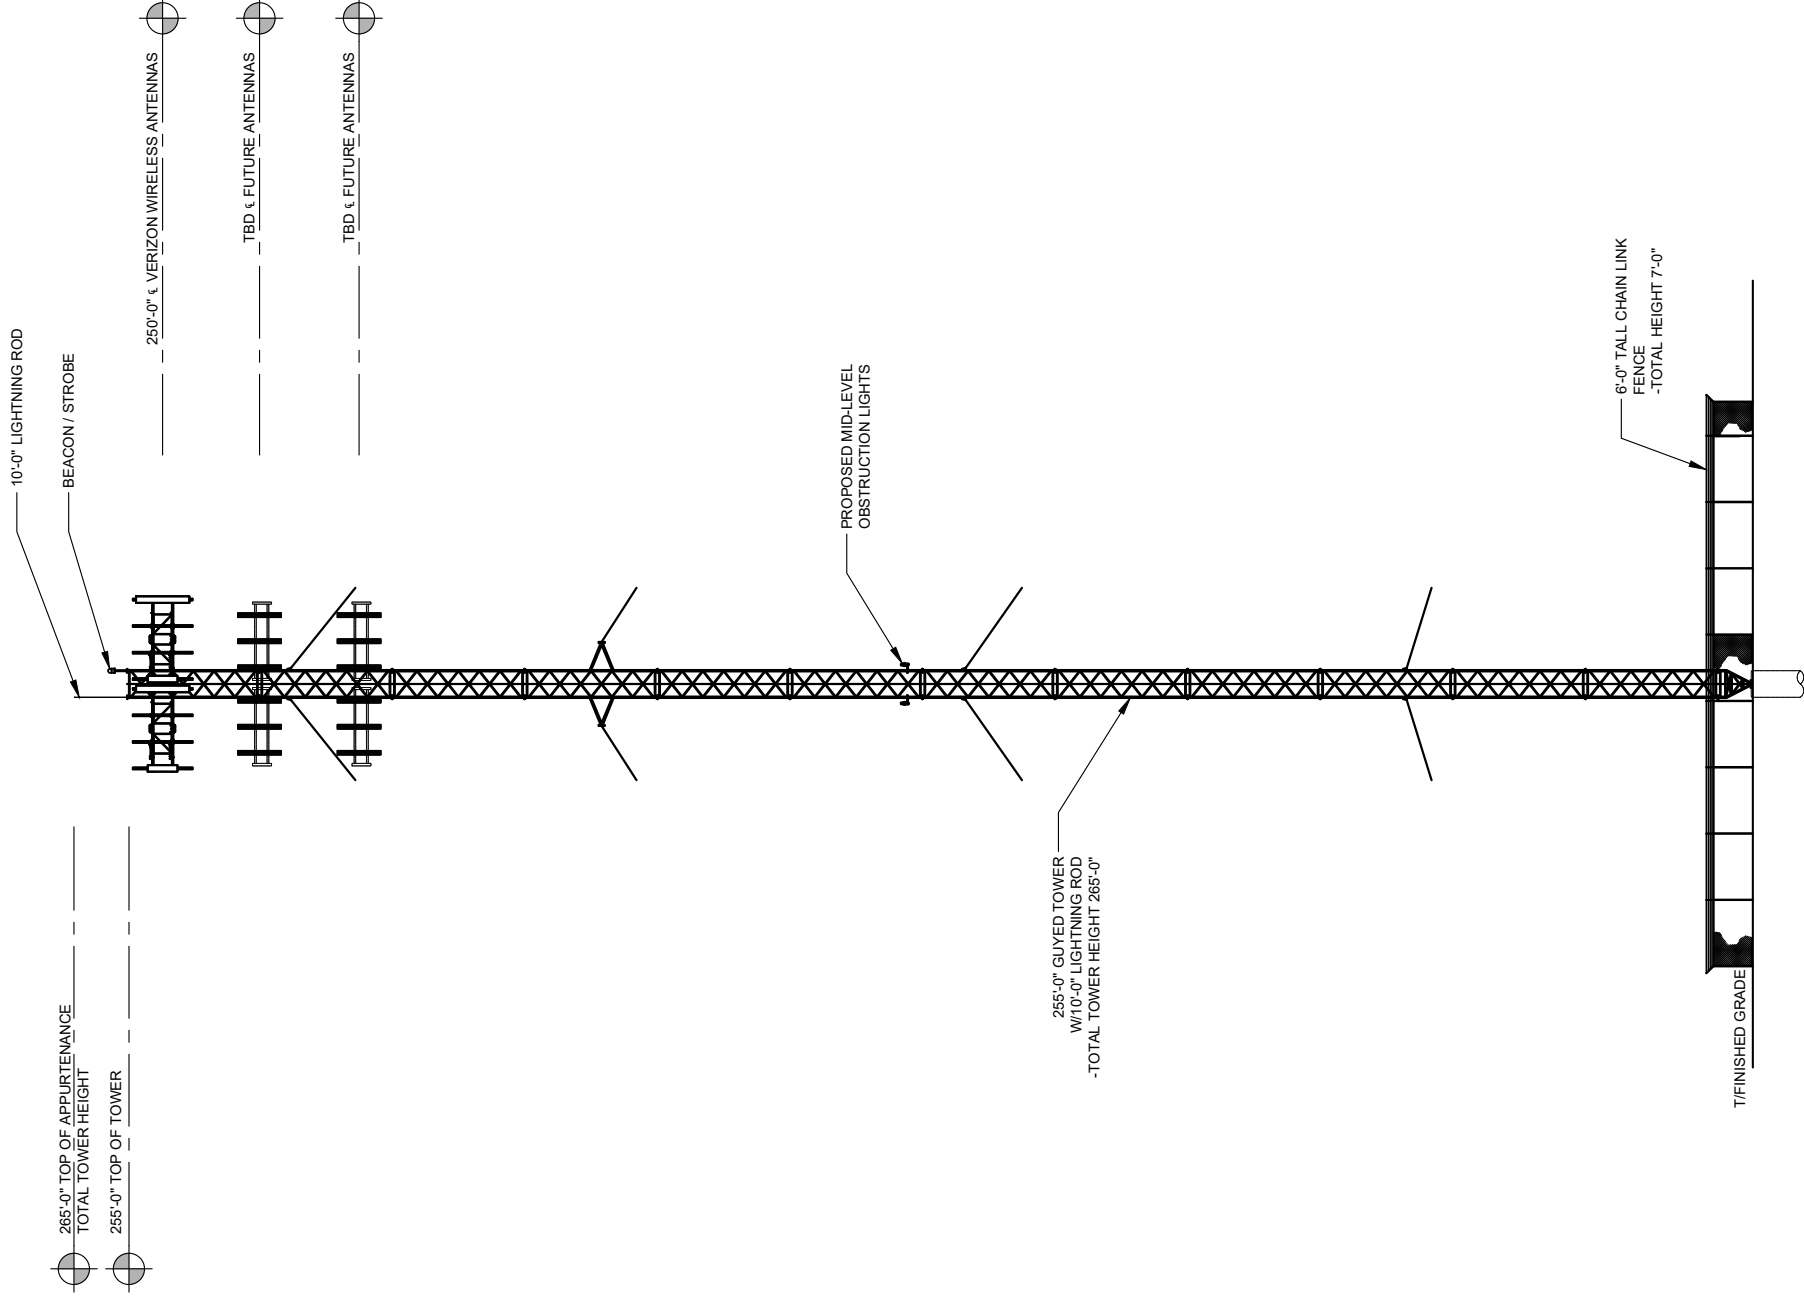 10'-0" LIGHTNING ROD
BEACON / STROBE
250'-0" ℄ VERIZON WIRELESS ANTENNAS
TBD ℄ FUTURE ANTENNAS
TBD ℄ FUTURE ANTENNAS
265'-0" TOP OF APPURTENANCE
TOTAL TOWER HEIGHT
255'-0" TOP OF TOWER
PROPOSED MID-LEVEL
OBSTRUCTION LIGHTS
255'-0" GUYED TOWER
W/10'-0" LIGHTNING ROD
-TOTAL TOWER HEIGHT 265'-0"
6'-0" TALL CHAIN LINK
FENCE
-TOTAL HEIGHT 7'-0"
T/FINISHED GRADE